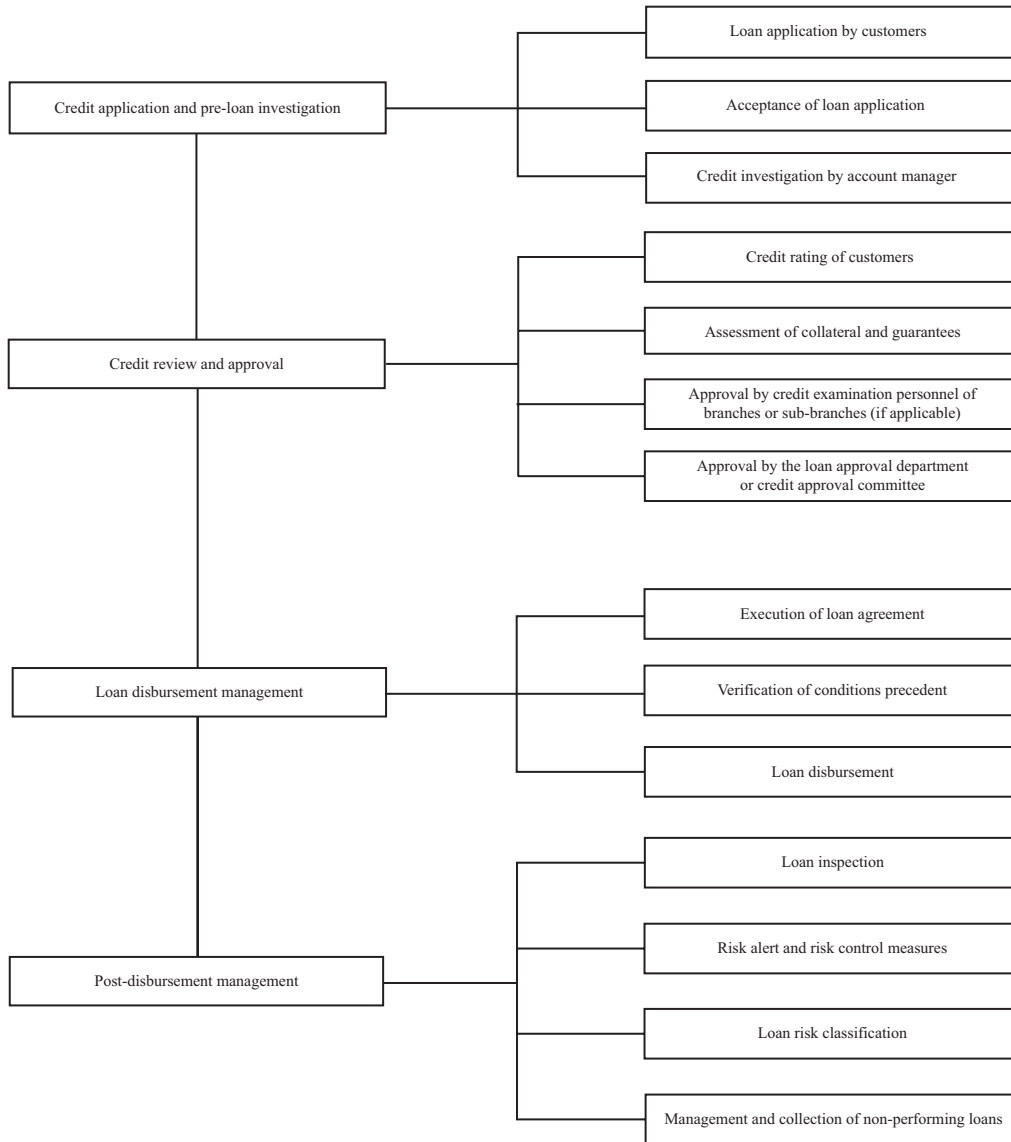 Credit application and pre-loan investigation
Loan application by customers
Acceptance of loan application
Credit investigation by account manager
Credit review and approval
Credit rating of customers
Assessment of collateral and guarantees
Approval by credit examination personnel of
branches or sub-branches (if applicable)
Approval by the loan approval department
or credit approval committee
Loan disbursement management
Execution of loan agreement
Verification of conditions precedent
Loan disbursement
Post-disbursement management
Loan inspection
Risk alert and risk control measures
Loan risk classification
Management and collection of non-performing loans